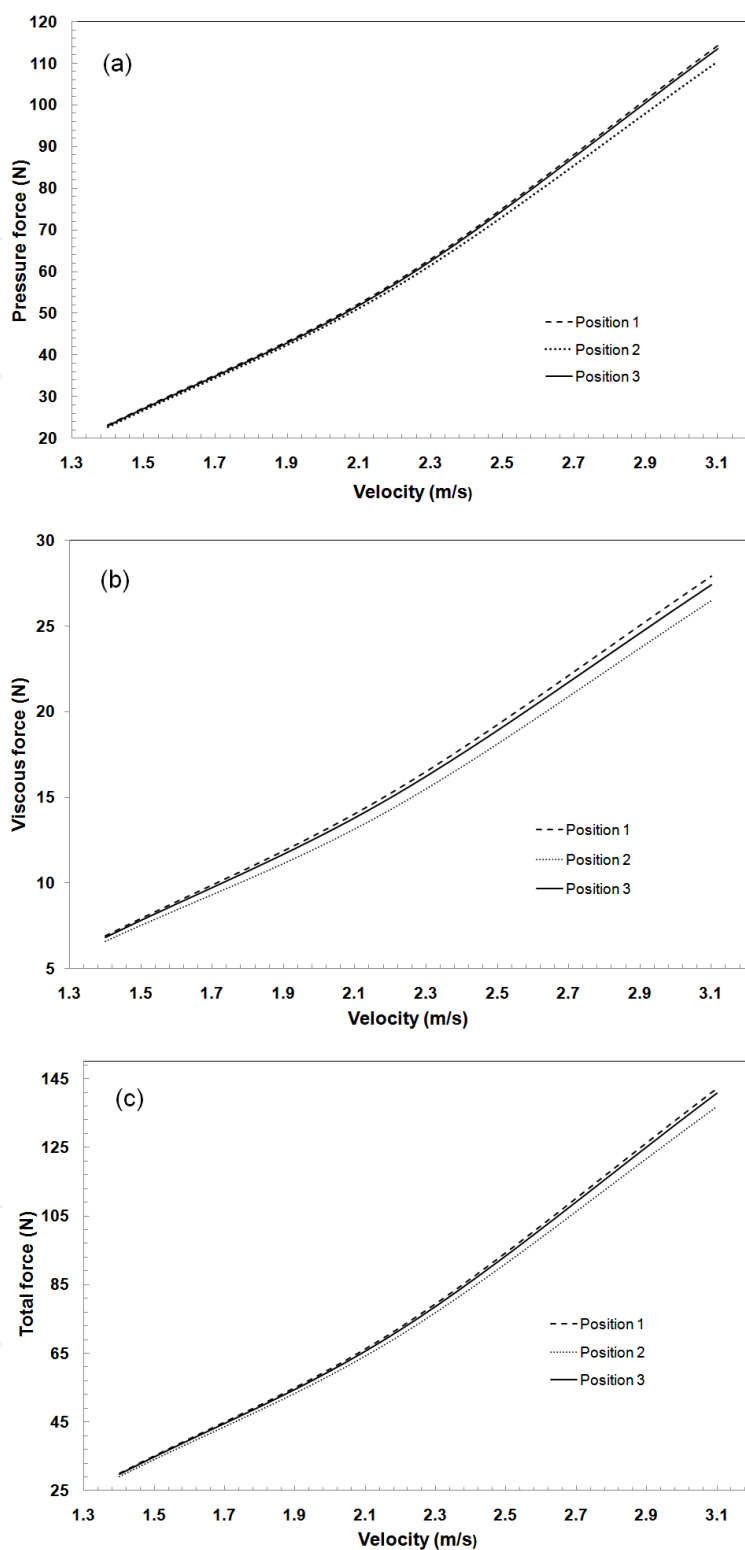 120
110
100
90
80
70
60
50
40
30
20
Pressure force (N)
(a)
Position 1
Position 2
Position 3
1.3 1.5 1.7 1.9 2.1 2.3 2.5 2.7 2.9 3.1
Velocity (m/s)
30
25
20
15
10
5
Viscous force (N)
(b)
Position 1
Position 2
Position 3
1.3 1.5 1.7 1.9 2.1 2.3 2.5 2.7 2.9 3.1
Velocity (m/s)
145
125
105
85
65
45
25
Total force (N)
(c)
Position 1
Position 2
Position 3
1.3 1.5 1.7 1.9 2.1 2.3 2.5 2.7 2.9 3.1
Velocity (m/s)